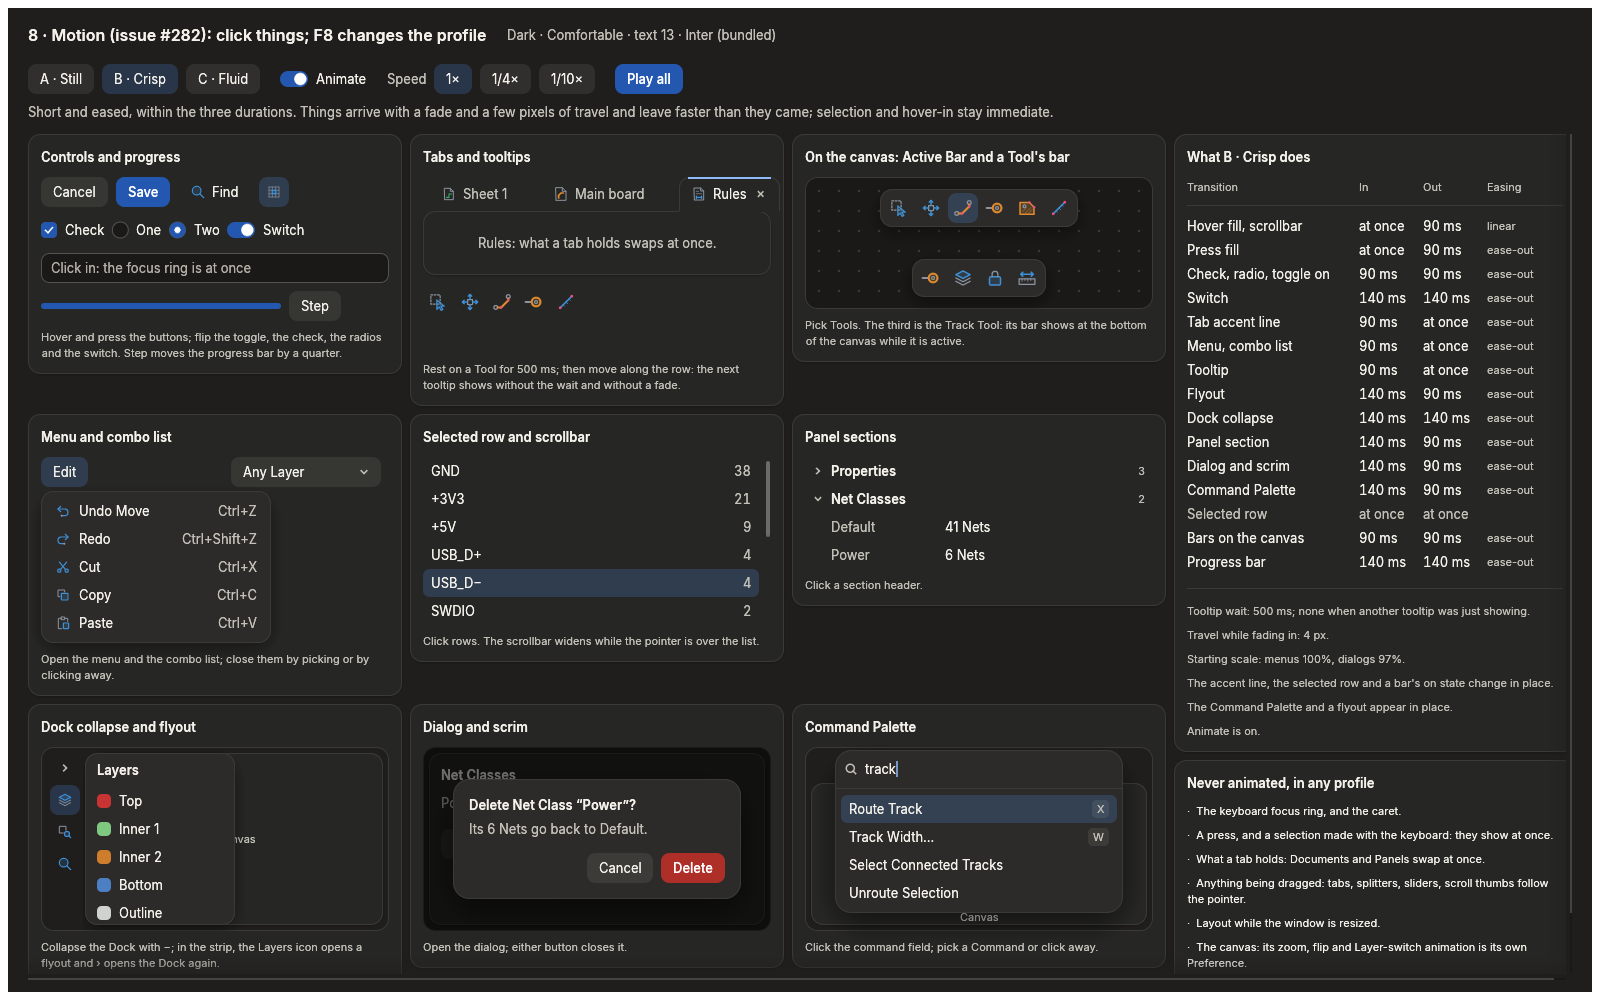 8 · Motion (issue #282): click things; F8 changes the profile
Dark · Comfortable · text 13 · Inter (bundled)
A · Still
B · Crisp
C · Fluid
Animate
Speed
1×
1/4×
1/10×
Play all
Short and eased, within the three durations. Things arrive with a fade and a few pixels of travel and leave faster than they came; selection and hover-in stay immediate.
Controls and progress
Cancel
Save
Find
Check
One
Two
Switch
Click in: the focus ring is at once
Step
Hover and press the buttons; flip the toggle, the check, the radios
and the switch. Step moves the progress bar by a quarter.
Tabs and tooltips
Sheet 1
Main board
Rules ×
Rules: what a tab holds swaps at once.
Rest on a Tool for 500 ms; then move along the row: the next
tooltip shows without the wait and without a fade.
On the canvas: Active Bar and a Tool's bar
Pick Tools. The third is the Track Tool: its bar shows at the bottom
of the canvas while it is active.
What B · Crisp does
Transition In Out Easing
Hover fill, scrollbar at once 90 ms linear
Press fill at once 90 ms ease-out
Check, radio, toggle on 90 ms 90 ms ease-out
Switch 140 ms 140 ms ease-out
Tab accent line 90 ms at once ease-out
Menu, combo list 90 ms at once ease-out
Tooltip 90 ms at once ease-out
Flyout 140 ms 90 ms ease-out
Dock collapse 140 ms 140 ms ease-out
Panel section 140 ms 90 ms ease-out
Dialog and scrim 140 ms 90 ms ease-out
Command Palette 140 ms 90 ms ease-out
Selected row at once at once
Bars on the canvas 90 ms 90 ms ease-out
Progress bar 140 ms 140 ms ease-out
Tooltip wait: 500 ms; none when another tooltip was just showing.
Travel while fading in: 4 px.
Starting scale: menus 100%, dialogs 97%.
The accent line, the selected row and a bar's on state change in place.
The Command Palette and a flyout appear in place.
Animate is on.
Menu and combo list
Edit
Any Layer
Undo Move Ctrl+Z
Redo Ctrl+Shift+Z
Cut Ctrl+X
Copy Ctrl+C
Paste Ctrl+V
Open the menu and the combo list; close them by picking or by
clicking away.
Selected row and scrollbar
GND 38
+3V3 21
+5V 9
USB_D+ 4
USB_D− 4
SWDIO 2
Click rows. The scrollbar widens while the pointer is over the list.
Panel sections
Properties 3
Net Classes 2
Default 41 Nets
Power 6 Nets
Click a section header.
Dock collapse and flyout
Layers
Top
Inner 1
Inner 2
Bottom
Outline
nvas
Collapse the Dock with −; in the strip, the Layers icon opens a
flyout and › opens the Dock again.
Dialog and scrim
Net Classes
Po
Delete Net Class “Power”?
Its 6 Nets go back to Default.
Cancel
Delete
Open the dialog; either button closes it.
Command Palette
track
Route Track X
Track Width... W
Select Connected Tracks
Unroute Selection
Canvas
Click the command field; pick a Command or click away.
Never animated, in any profile
· The keyboard focus ring, and the caret.
· A press, and a selection made with the keyboard: they show at once.
· What a tab holds: Documents and Panels swap at once.
· Anything being dragged: tabs, splitters, sliders, scroll thumbs follow
the pointer.
· Layout while the window is resized.
· The canvas: its zoom, flip and Layer-switch animation is its own
Preference.